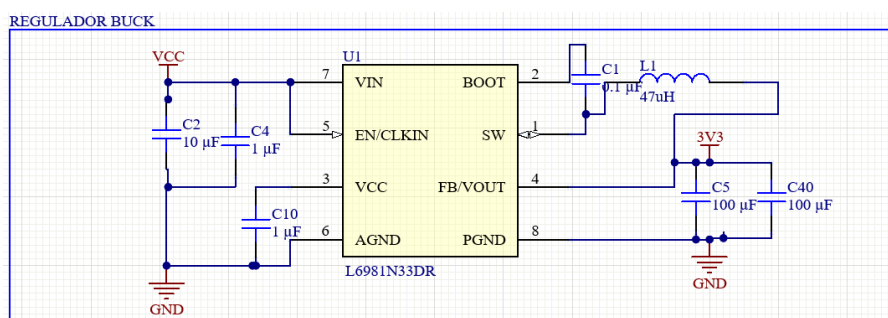 REGULADOR BUCK
VCC
U1
7 VIN BOOT 2
C1
0.1 µF
L1
47uH
C2
10 µF
C4
1 µF
5 EN/CLKIN SW 1
3V3
3 VCC FB/VOUT 4
C5
100 µF
C40
100 µF
C10
1 µF
6 AGND PGND 8
L6981N33DR
GND
GND